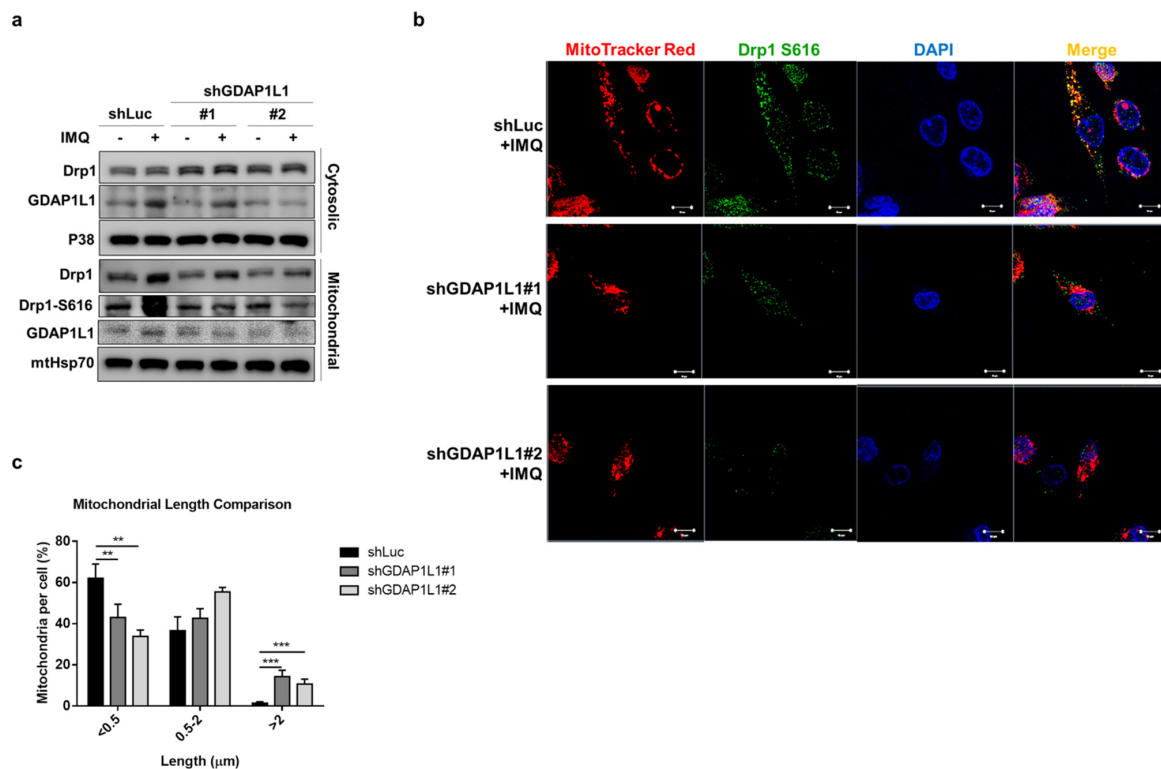 a
shGDAP1L1
shLuc #1 #2
IMQ - + - + - +
Drp1
GDAP1L1
P38
Cytosolic
Drp1
Drp1-S616
GDAP1L1
mtHsp70
Mitochondrial
b
MitoTracker Red Drp1 S616 DAPI Merge
shLuc
+IMQ
shGDAP1L1#1
+IMQ
shGDAP1L1#2
+IMQ
c
Mitochondrial Length Comparison
Mitochondria per cell (%)
80
60
40
20
0
** 
**
***
***
<0.5 0.5-2 >2
Length (μm)
shLuc
shGDAP1L1#1
shGDAP1L1#2